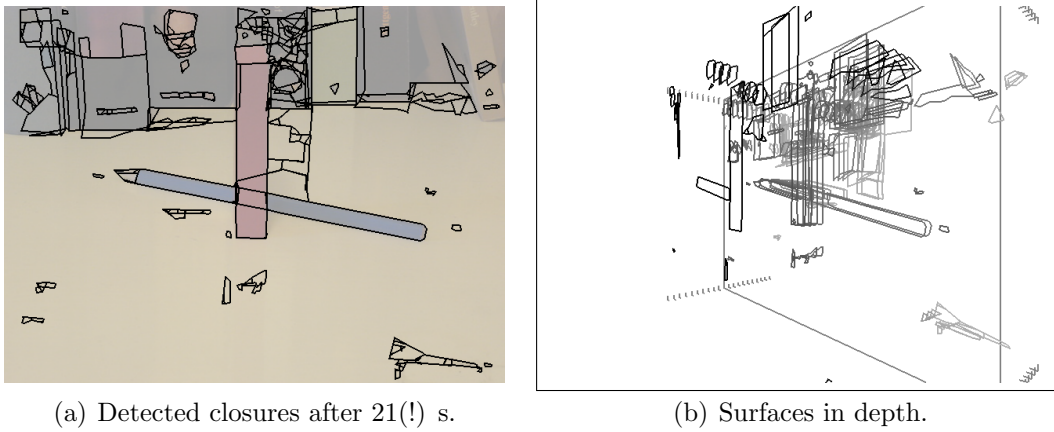 (a) Detected closures after 21(!) s.
(b) Surfaces in depth.